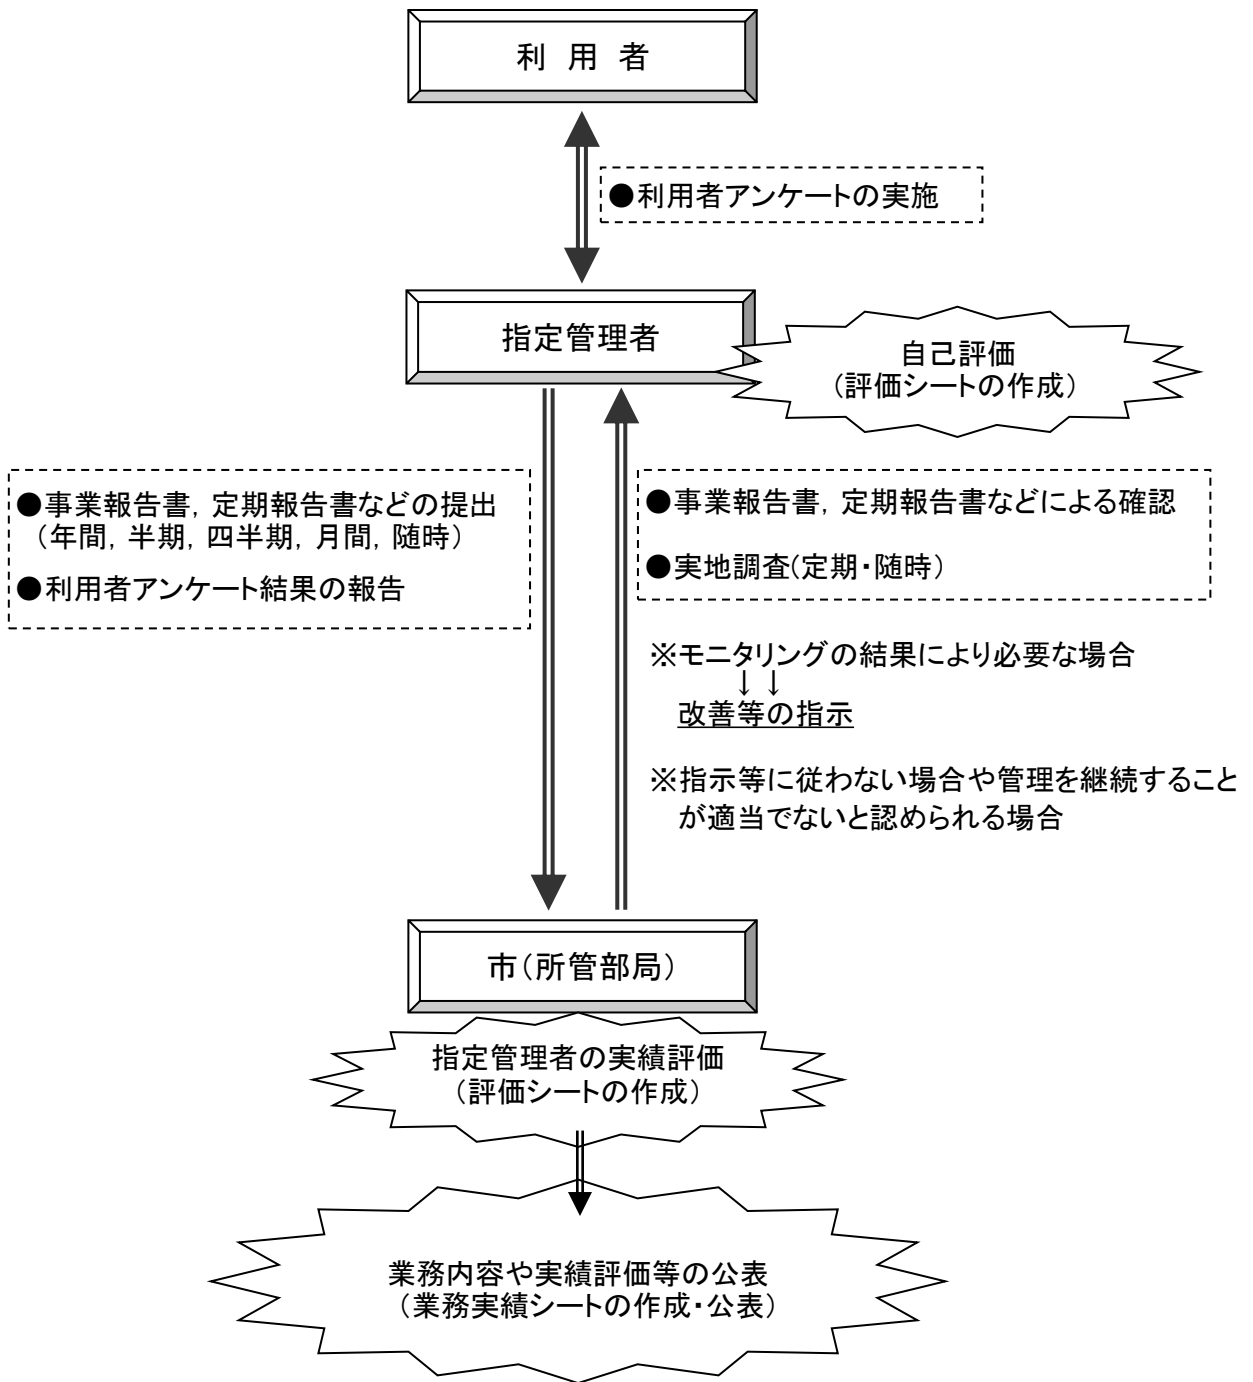 利 用 者
●利用者アンケートの実施
指定管理者
自己評価
（評価シートの作成）
●事業報告書，定期報告書などの提出
（年間，半期，四半期，月間，随時）
●利用者アンケート結果の報告
●事業報告書，定期報告書などによる確認
●実地調査（定期・随時）
※モニタリングの結果により必要な場合
↓ ↓
改善等の指示
※指示等に従わない場合や管理を継続すること
が適当でないと認められる場合
市（所管部局）
指定管理者の実績評価
（評価シートの作成）
業務内容や実績評価等の公表
（業務実績シートの作成・公表）